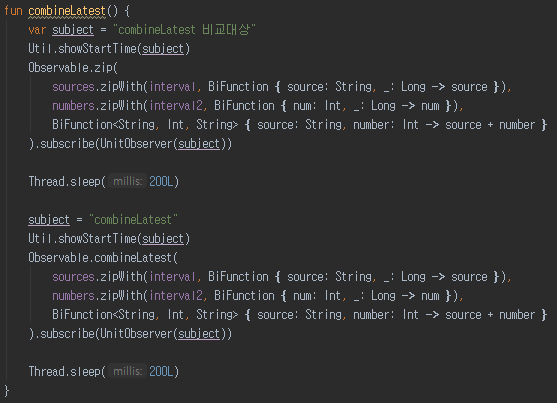 fun combineLatest() {
var subject = "combineLatest 비교대상"
Util.showStartTime(subject)
Observable.zip(
sources.zipWith(interval, BiFunction { source: String, _: Long -> source }),
numbers.zipWith(interval2, BiFunction { num: Int, _: Long -> num }),
BiFunction<String, Int, String> { source: String, number: Int -> source + number }
).subscribe(UnitObserver(subject))
Thread.sleep( millis: 200L)
subject = "combineLatest"
Util.showStartTime(subject)
Observable.combineLatest(
sources.zipWith(interval, BiFunction { source: String, _: Long -> source }),
numbers.zipWith(interval2, BiFunction { num: Int, _: Long -> num }),
BiFunction<String, Int, String> { source: String, number: Int -> source + number }
).subscribe(UnitObserver(subject))
Thread.sleep( millis: 200L)
}